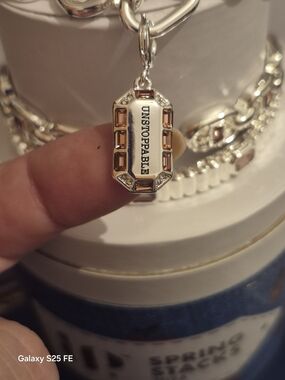 UNSTOPPABLE
SPRING
STACKS
Galaxy S25 FE